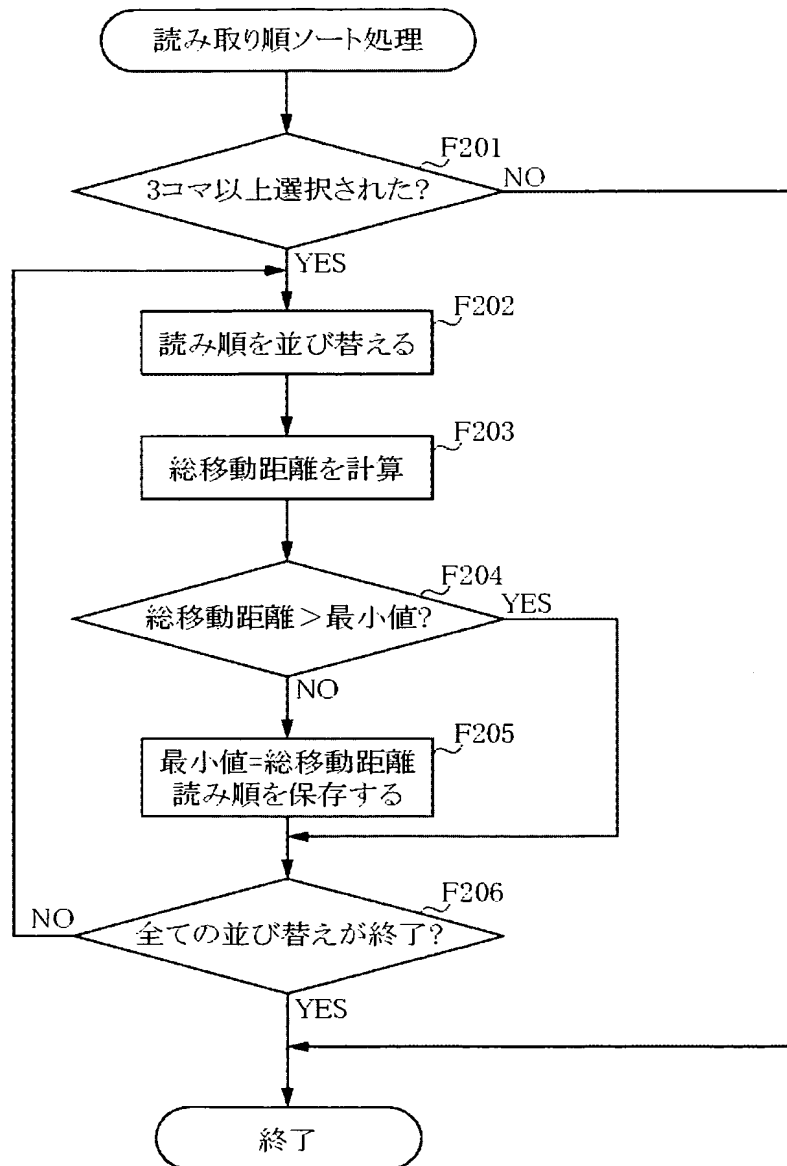 読み取り順ソート処理
F201
3コマ以上選択された?
NO
YES
F202
読み順を並び替える
F203
総移動距離を計算
F204
総移動距離>最小値?
YES
NO
F205
最小値=総移動距離
読み順を保存する
F206
NO
全ての並び替えが終了?
YES
終了